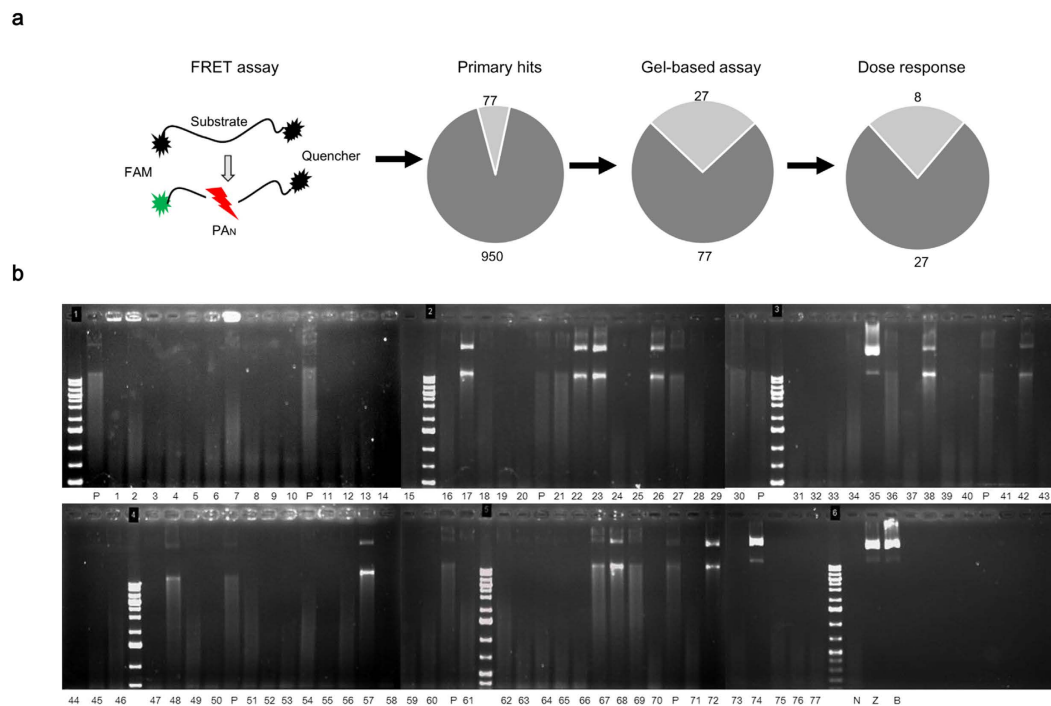 a
FRET assay
Primary hits
Gel-based assay
Dose response
Substrate
FAM
Quencher
PAN
77
950
27
77
8
27
b
1 2 3
P 1 2 3 4 5 6 7 8 9 10 P 11 12 13 14 15 16 17 18 19 20 P 21 22 23 24 25 26 27 28 29 30 P 31 32 33 34 35 36 37 38 39 40 P 41 42 43
4 5 6
44 45 46 47 48 49 50 P 51 52 53 54 55 56 57 58 59 60 P 61 62 63 64 65 66 67 68 69 70 P 71 72 73 74 75 76 77 N Z B